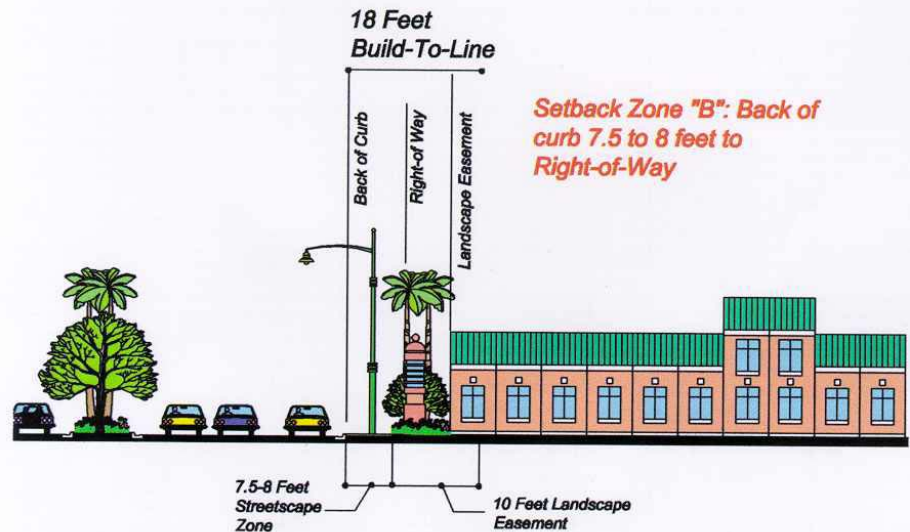 18 Feet
Build-To-Line
Setback Zone "B": Back of
curb 7.5 to 8 feet to
Right-of-Way
Back of Curb
Right-of Way
Landscape Easement
7.5-8 Feet
Streetscape
Zone
10 Feet Landscape
Easement